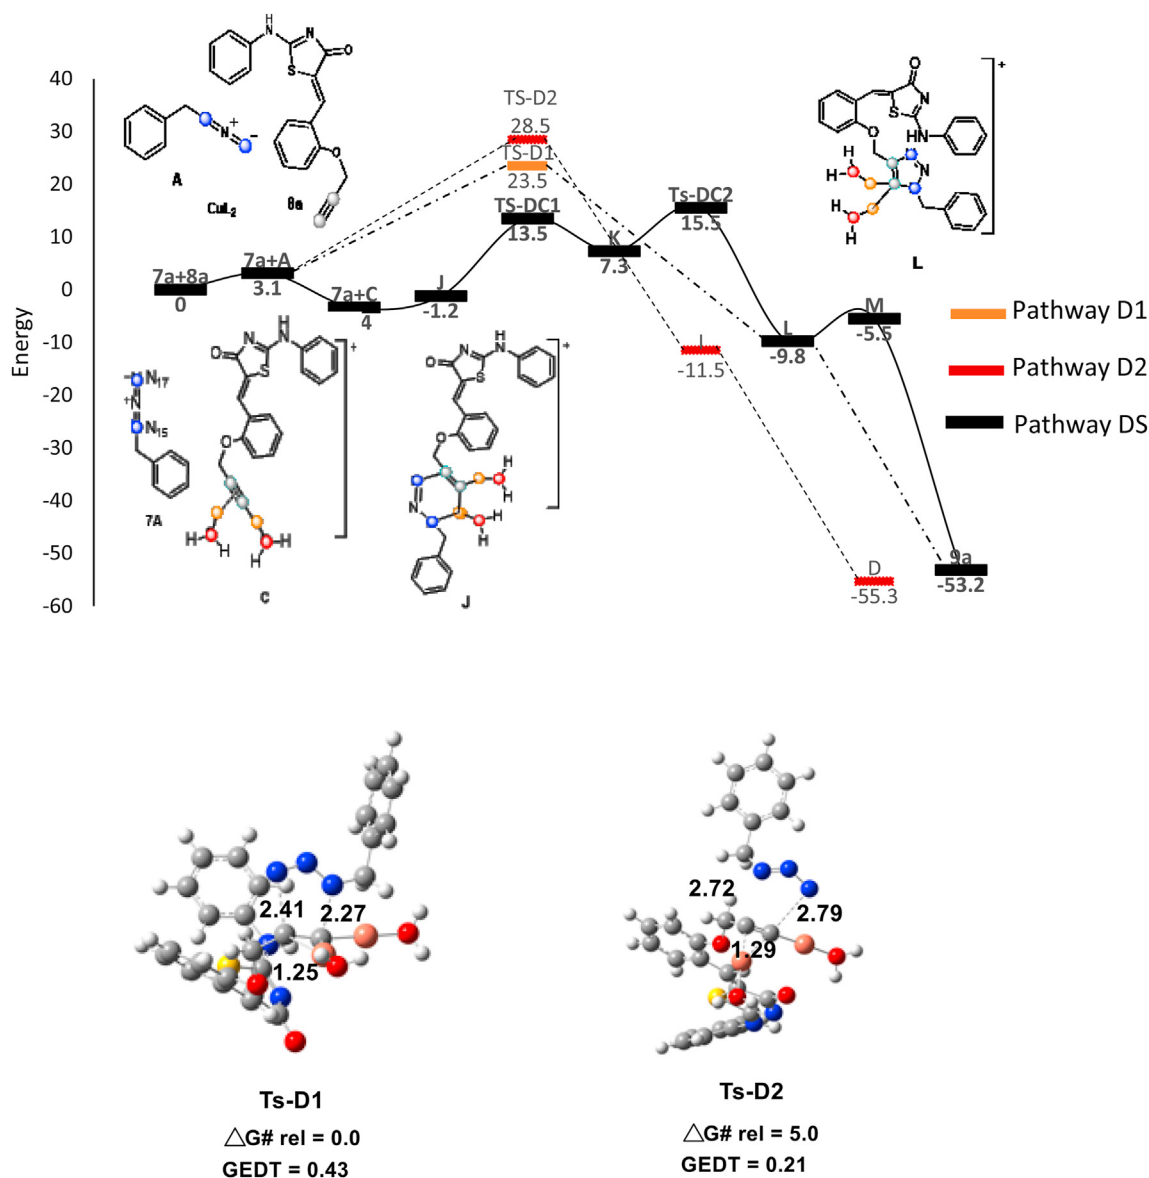 H
N
N
O
S
O
N
+
−
A
CuL₂
8a
Energy
40
30
20
10
0
-10
-20
-30
-40
-50
-60
7a+8a
0
7a+A
3.1
7a+C
4
J
-1.2
TS-D2
28.5
TS-D1
23.5
TS-DC1
13.5
K
7.3
Ts-DC2
15.5
I
-11.5
L
-9.8
M
-5.5
D
-55.3
9a
-53.2
O
N
S
HN
O
N
H
H
H
H
+
L
Pathway D1
Pathway D2
Pathway DS
N₁₇
+N
N₁₅
7A
H
N
N
O
S
O
H
H
H
H
+
C
H
N
N
O
S
O
N
H
H
H
H
+
J
2.41
2.27
1.25
Ts-D1
△G# rel = 0.0
GEDT = 0.43
2.72
2.79
1.29
Ts-D2
△G# rel = 5.0
GEDT = 0.21